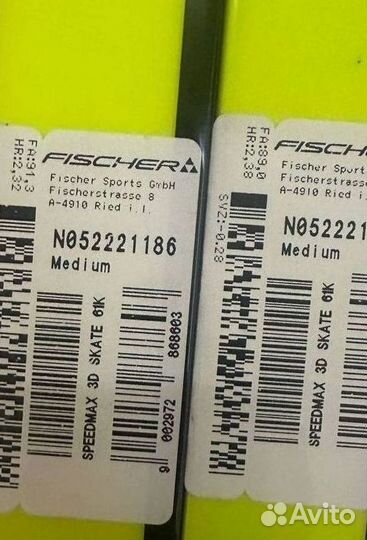 FA:91,3
HR:2,32
FISCHER
Fischer Sports GmbH
Fischerstrasse 8
A-4910 Ried i.I.
N052221186
Medium
SPEEDMAX 3D SKATE 61K
9 002972 868603
FA:89,0
HR:2,38
SVZ:-0.28
FISCHER
Fischer Sport
Fischerstrasse
A-4910 Ried i.
N052221
Medium
SPEEDMAX 3D SKATE 61K
Avito